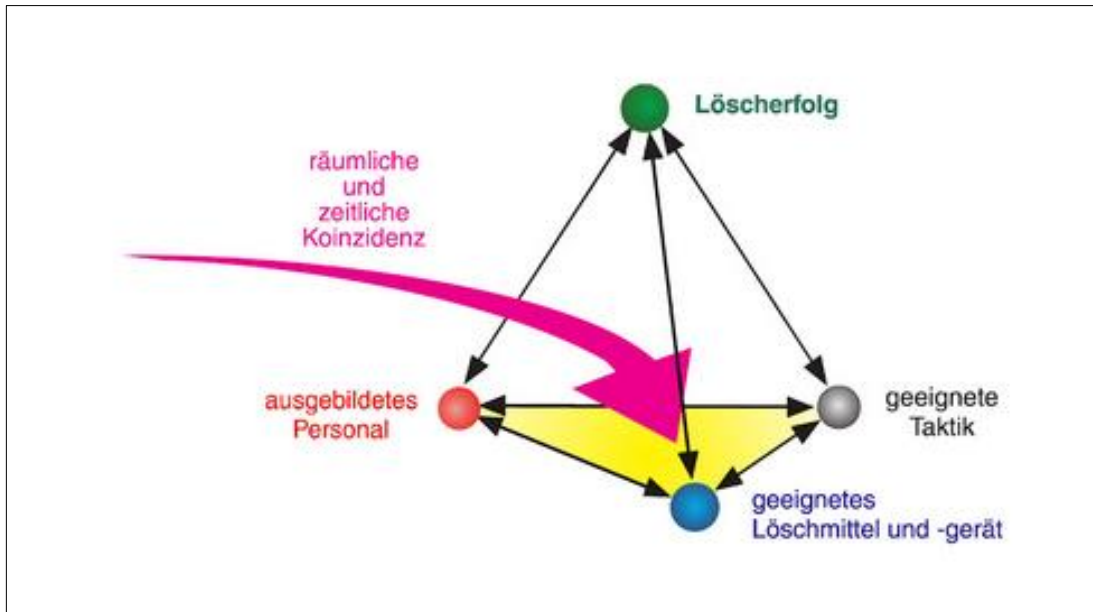 Löscherfolg
räumliche
und
zeitliche
Koinzidenz
ausgebildetes
Personal
geeignete
Taktik
geeignetes
Löschmittel und -gerät